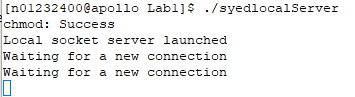 [n01232400@apollo Lab1]$ ./syedlocalServer
chmod: Success
Local socket server launched
Waiting for a new connection
Waiting for a new connection